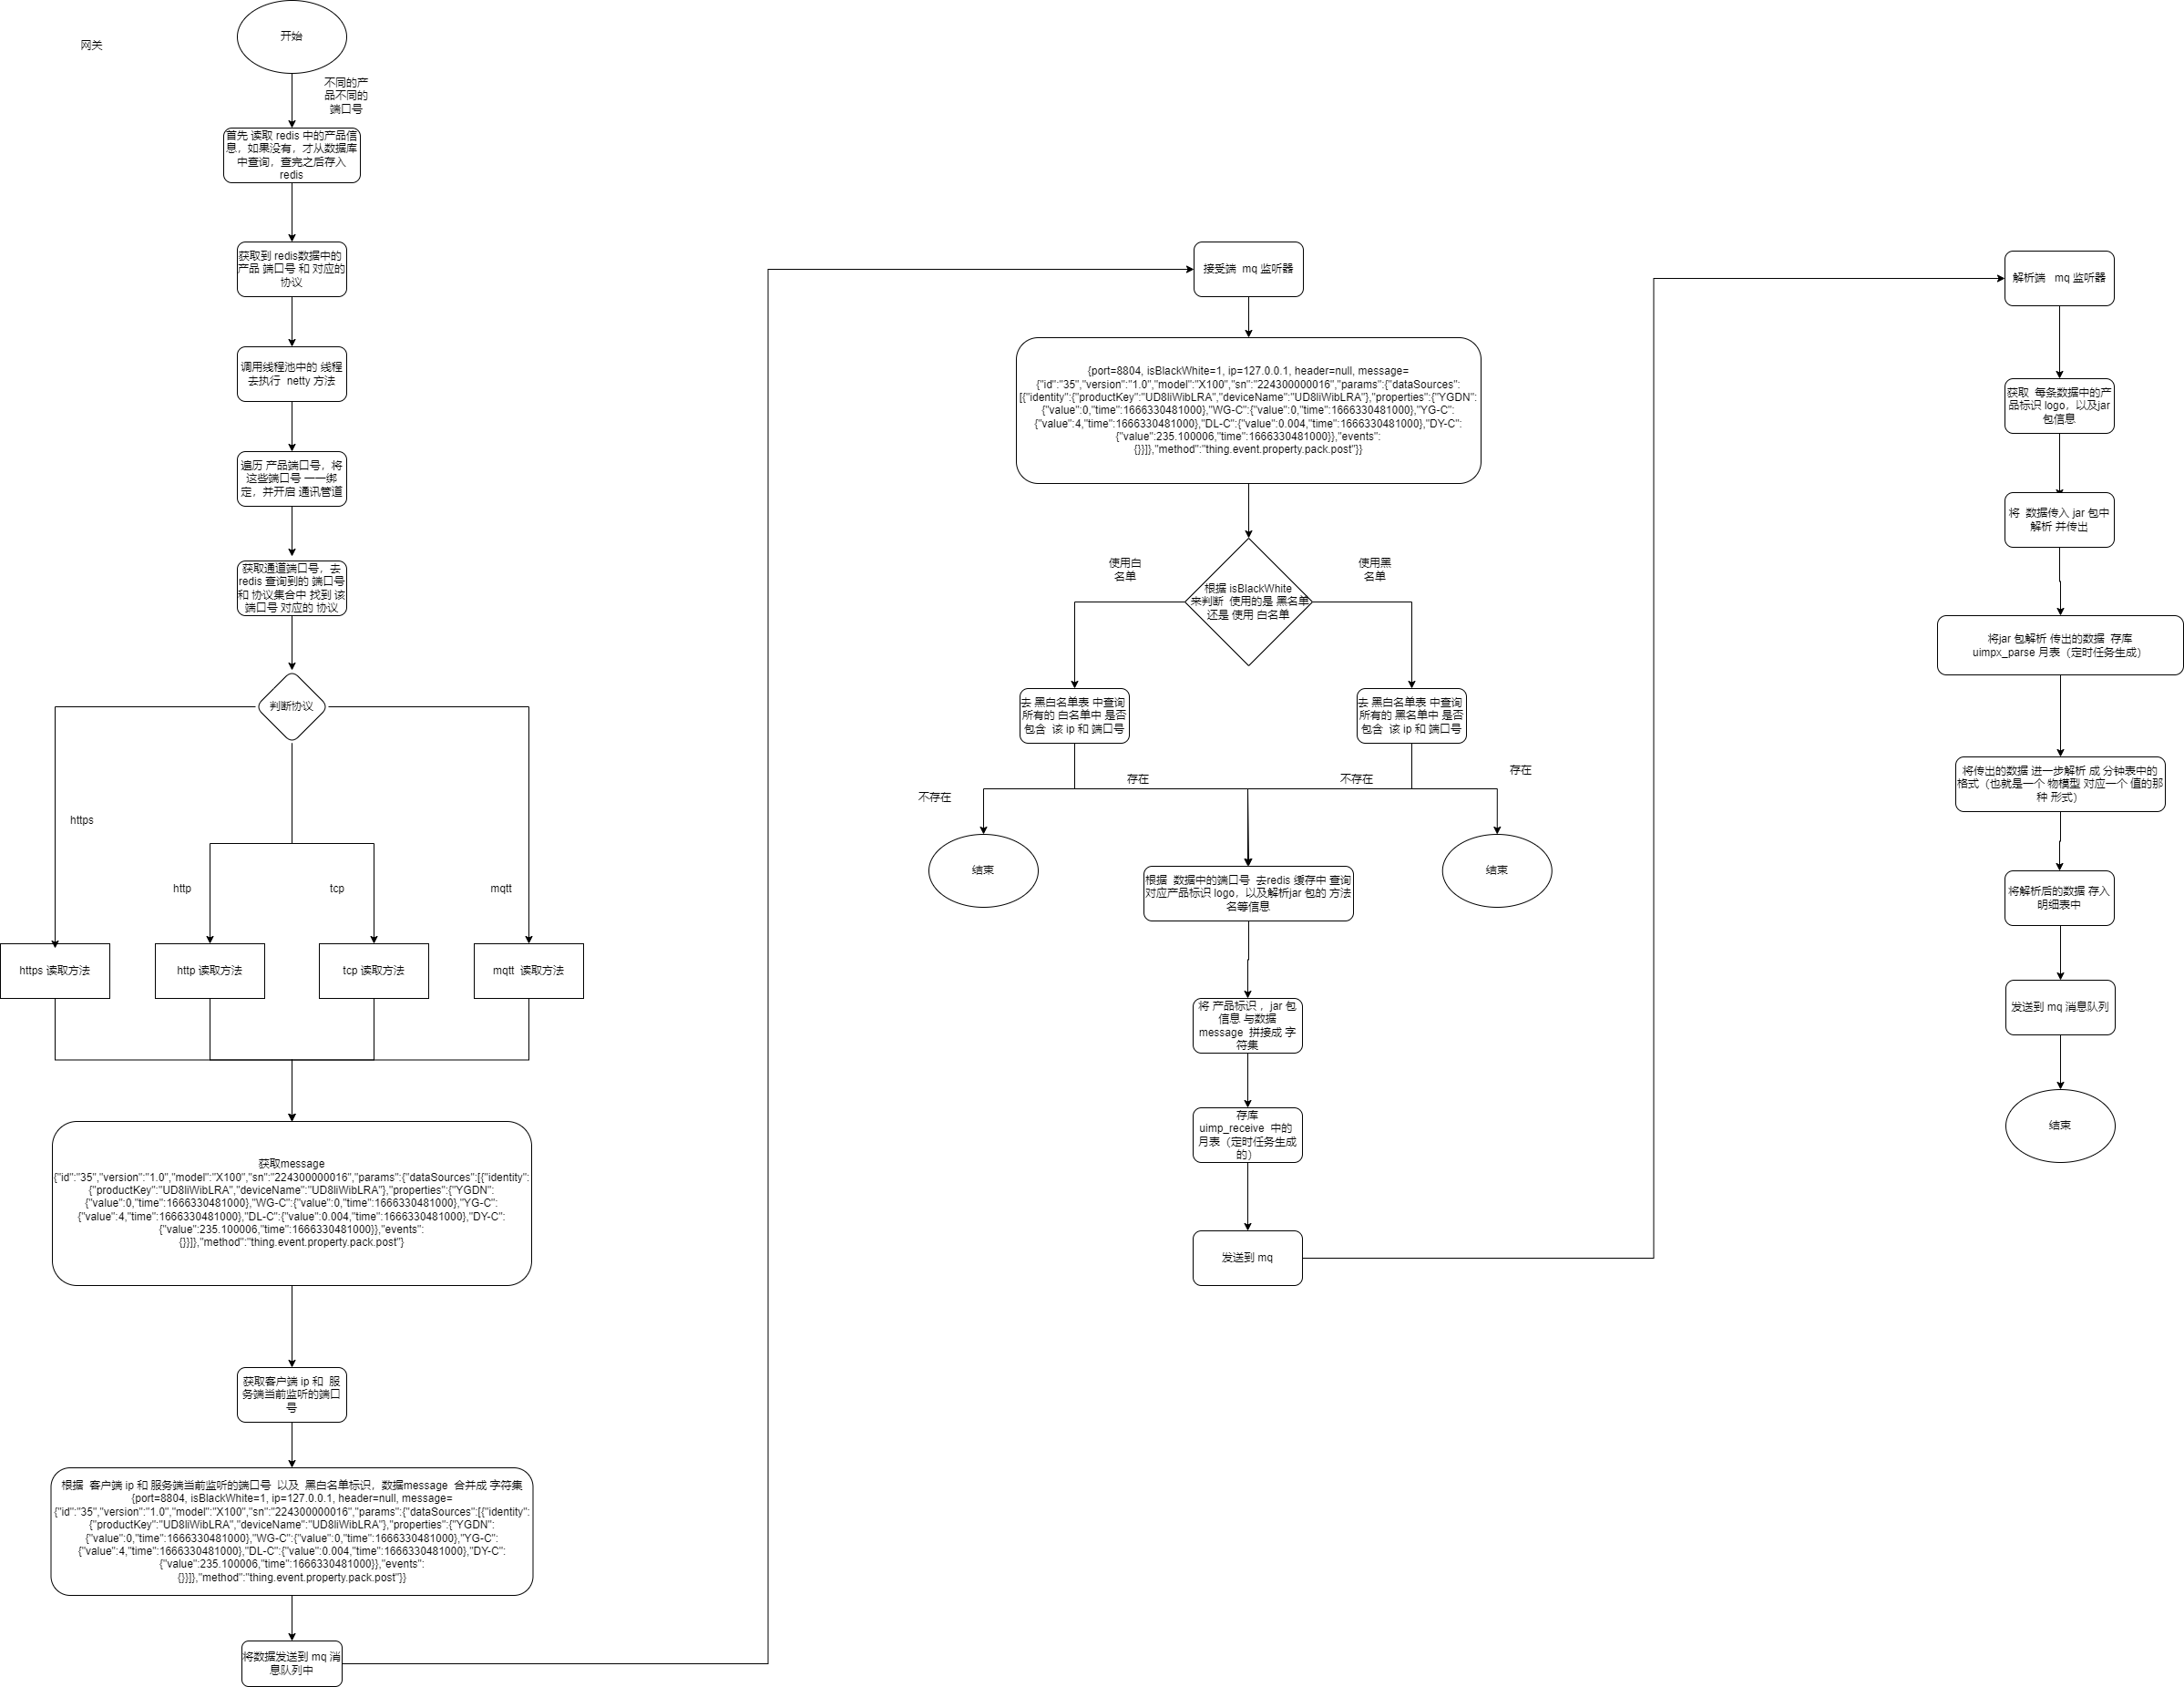 网关
开始
不同的产
品不同的
端口号
首先 读取 redis 中的产品信
息，如果没有，才从数据库
中查询，查完之后存入
redis
获取到 redis数据中的
产品 端口号 和 对应的
协议
调用线程池中的 线程
去执行 netty 方法
遍历 产品端口号，将
这些端口号 一一绑
定，并开启 通讯管道
获取通道端口号，去
redis 查询到的 端口号
和 协议集合中 找到 该
端口号 对应的 协议
判断协议
https
http
tcp
mqtt
https 读取方法
http 读取方法
tcp 读取方法
mqtt 读取方法
获取message
{"id":"35","version":"1.0","model":"X100","sn":"224300000016","params":{"dataSources":[{"identity":
{"productKey":"UD8liWibLRA","deviceName":"UD8liWibLRA"},"properties":{"YGDN":
{"value":0,"time":1666330481000},"WG-C":{"value":0,"time":1666330481000},"YG-C":
{"value":4,"time":1666330481000},"DL-C":{"value":0.004,"time":1666330481000},"DY-C":
{"value":235.100006,"time":1666330481000}},"events":
{}}]},"method":"thing.event.property.pack.post"}
获取客户端 ip 和 服
务端当前监听的端口
号
根据 客户端 ip 和 服务端当前监听的端口号 以及 黑白名单标识，数据message 合并成 字符集
{port=8804, isBlackWhite=1, ip=127.0.0.1, header=null, message=
{"id":"35","version":"1.0","model":"X100","sn":"224300000016","params":{"dataSources":[{"identity":
{"productKey":"UD8liWibLRA","deviceName":"UD8liWibLRA"},"properties":{"YGDN":
{"value":0,"time":1666330481000},"WG-C":{"value":0,"time":1666330481000},"YG-C":
{"value":4,"time":1666330481000},"DL-C":{"value":0.004,"time":1666330481000},"DY-C":
{"value":235.100006,"time":1666330481000}},"events":
{}}]},"method":"thing.event.property.pack.post"}}
将数据发送到 mq 消
息队列中
接受端 mq 监听器
{port=8804, isBlackWhite=1, ip=127.0.0.1, header=null, message=
{"id":"35","version":"1.0","model":"X100","sn":"224300000016","params":{"dataSources":
[{"identity":{"productKey":"UD8liWibLRA","deviceName":"UD8liWibLRA"},"properties":{"YGDN":
{"value":0,"time":1666330481000},"WG-C":{"value":0,"time":1666330481000},"YG-C":
{"value":4,"time":1666330481000},"DL-C":{"value":0.004,"time":1666330481000},"DY-C":
{"value":235.100006,"time":1666330481000}},"events":
{}}]},"method":"thing.event.property.pack.post"}}
使用白
名单
使用黑
名单
根据 isBlackWhite
来判断 使用的是 黑名单
还是 使用 白名单
去 黑白名单表 中查询
所有的 白名单中 是否
包含 该 ip 和 端口号
去 黑白名单表 中查询
所有的 黑名单中 是否
包含 该 ip 和 端口号
不存在
存在
不存在
存在
结束
结束
根据 数据中的端口号 去redis 缓存中 查询
对应产品标识 logo，以及解析jar 包的 方法
名等信息
将 产品标识 ，jar 包
信息 与数据
message 拼接成 字
符集
存库
uimp_receive 中的
月表（定时任务生成
的）
发送到 mq
解析端 mq 监听器
获取 每条数据中的产
品标识 logo，以及jar
包信息
将 数据传入 jar 包中
解析 并传出
将jar 包解析 传出的数据 存库
uimpx_parse 月表（定时任务生成）
将传出的数据 进一步解析 成 分钟表中的
格式（也就是一个 物模型 对应一个 值的那
种 形式）
将解析后的数据 存入
明细表中
发送到 mq 消息队列
结束